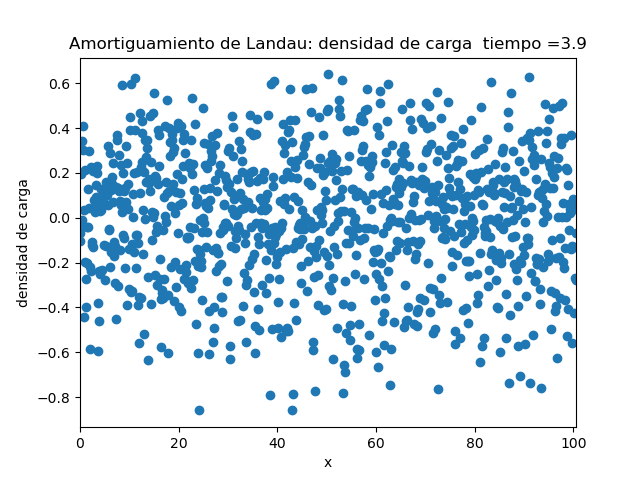 Amortiguamiento de Landau: densidad de carga  tiempo =3.9
densidad de carga
0.6
0.4
0.2
0.0
−0.2
−0.4
−0.6
−0.8
0 20 40 60 80 100
x